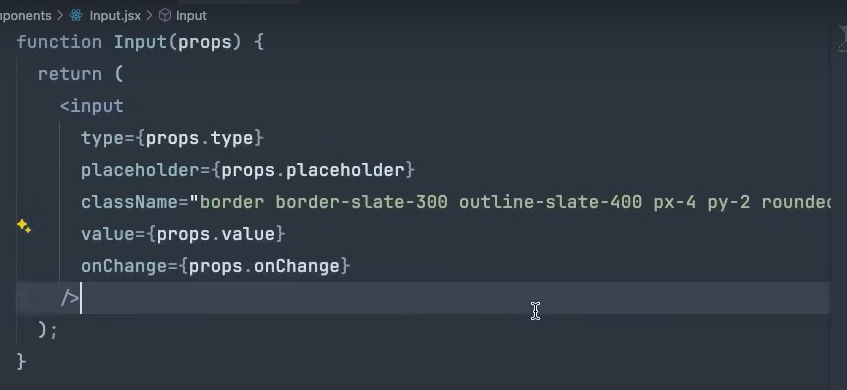 ponents > Input.jsx > Input
function Input(props) {
return (
<input
type={props.type}
placeholder={props.placeholder}
className="border border-slate-300 outline-slate-400 px-4 py-2 rounded
value={props.value}
onChange={props.onChange}
/>
);
}